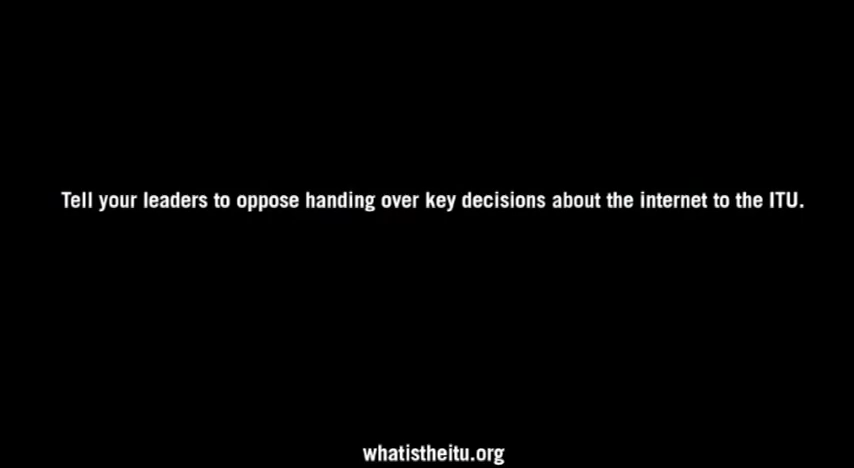 Tell your leaders to oppose handing over key decisions about the internet to the ITU.
whatistheitu.org